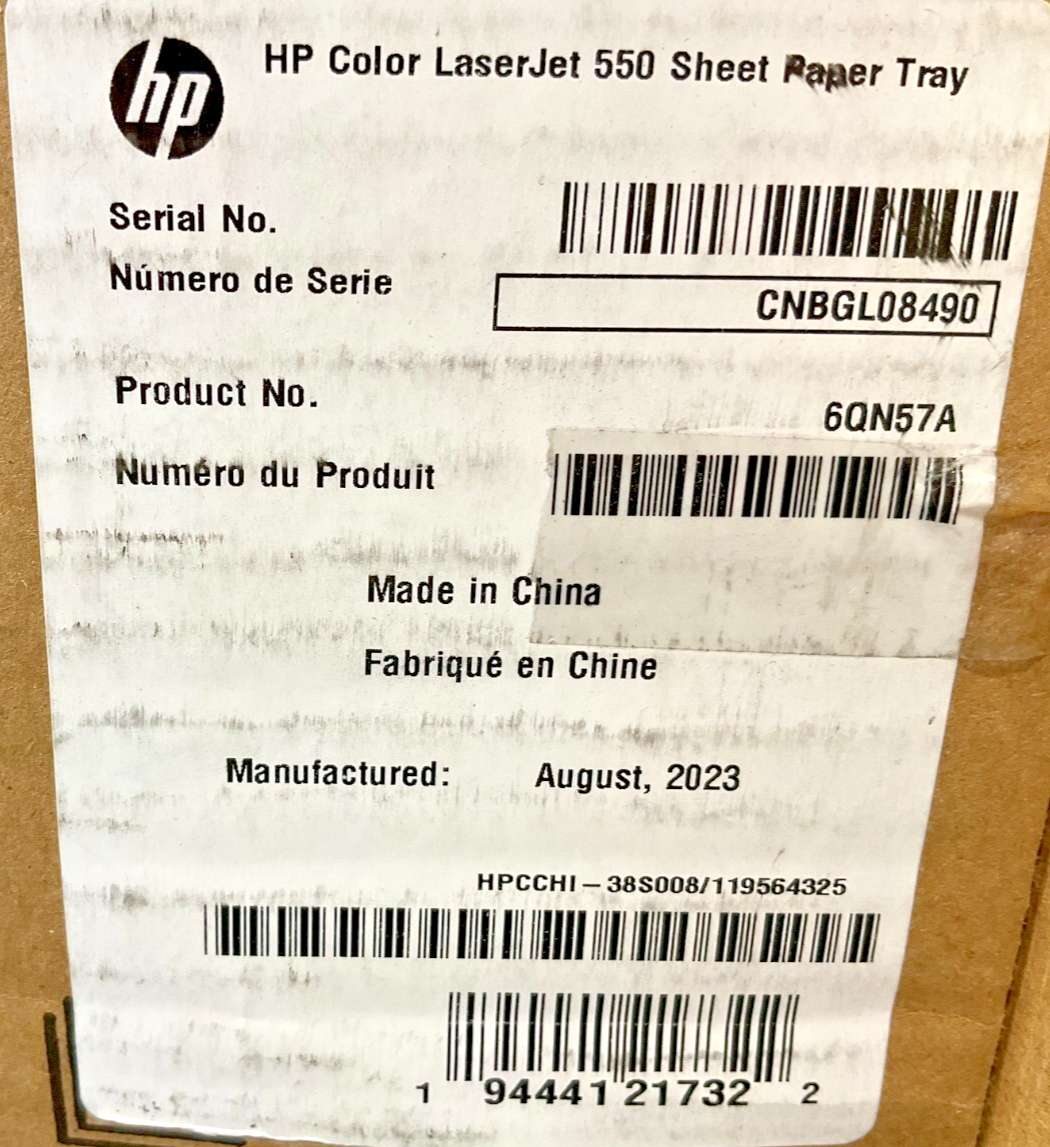 hp
HP Color LaserJet 550 Sheet Paper Tray
Serial No.
Número de Serie
CNBGL08490
Product No.
6QN57A
Numéro du Produit
Made in China
Fabriqué en Chine
Manufactured: August, 2023
HPCCHI – 38S008/119564325
1 94441 21732 2